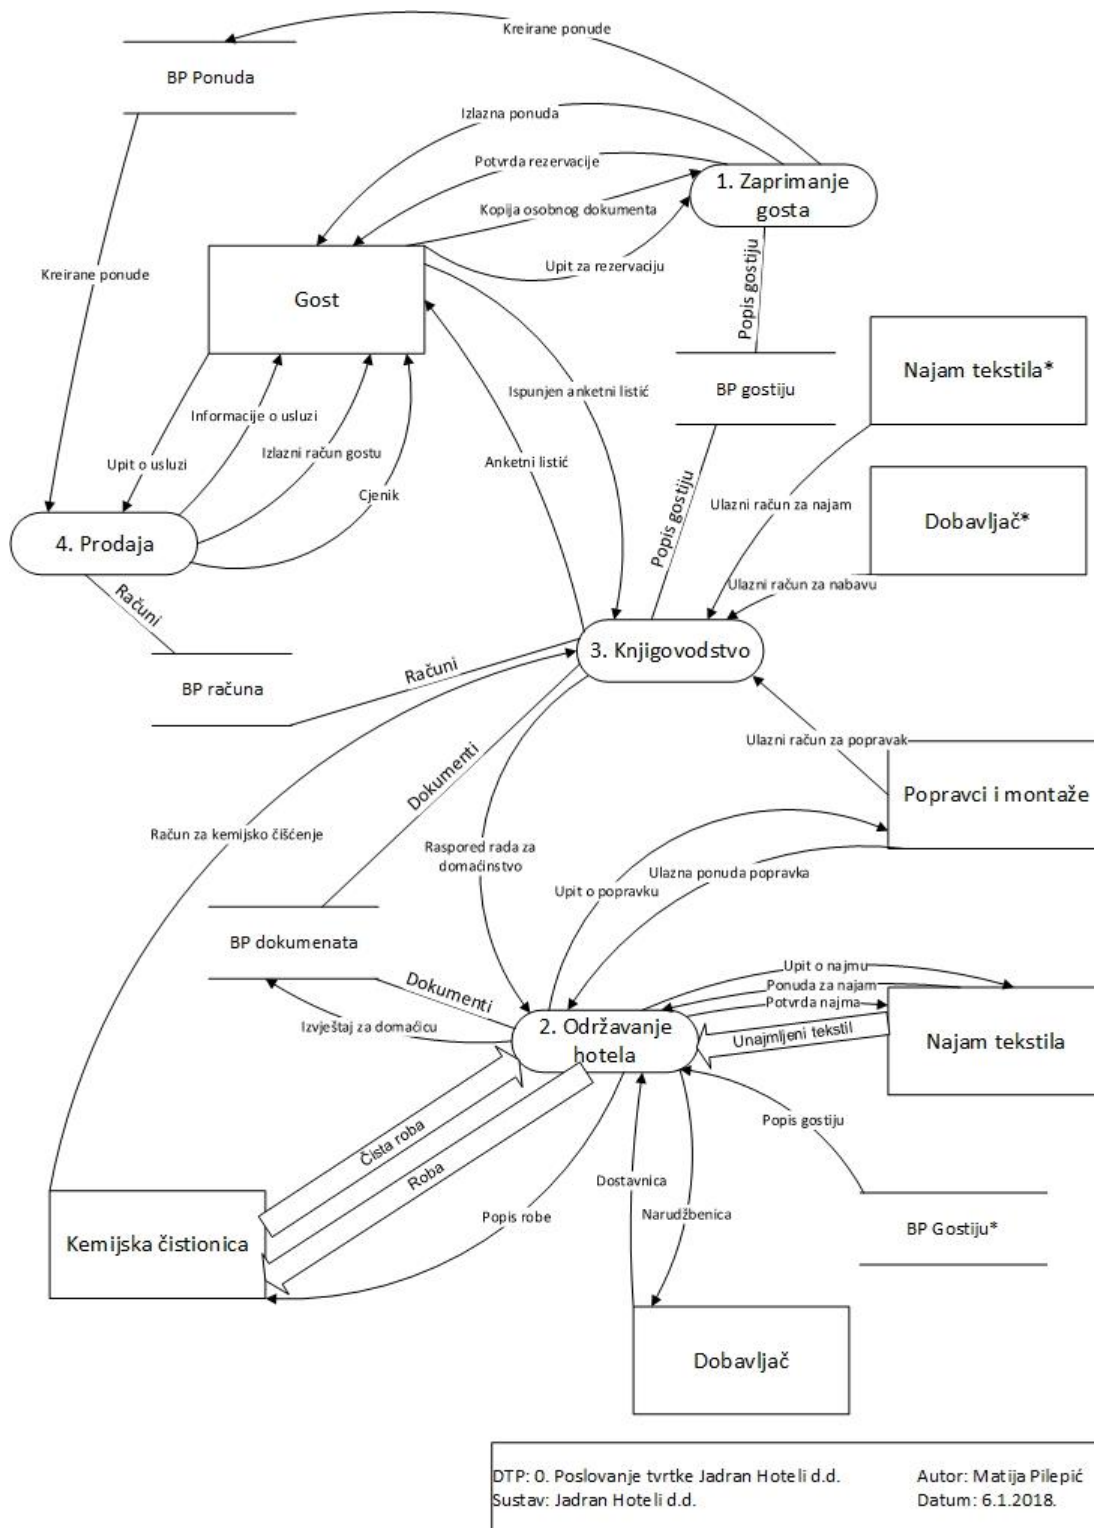 Kreirane ponude
BP Ponuda
Izlazna ponuda
Potvrda rezervacije
1. Zaprimanje
gosta
Kopija osobnog dokumenta
Upit za rezervaciju
Kreirane ponude
Gost
Popis gostiju
Najam tekstila*
BP gostiju
Ispunjen anketni listić
Informacije o usluzi
Izlazni račun gostu
Upit o usluzi
Anketni listić
Cjenik
Popis gostiju
Ulazni račun za najam
Dobavljač*
4. Prodaja
Ulazni račun za nabavu
Računi
3. Knjigovodstvo
BP računa
Računi
Ulazni račun za popravak
Dokumenti
Popravci i montaže
Račun za kemijsko čišćenje
Raspored rada za
domaćinstvo
Ulazna ponuda popravka
Upit o popravku
BP dokumenata
Upit o najmu
Ponuda za najam
Potvrda najma
Dokumenti
Izvještaj za domaćicu
2. Održavanje
hotela
Unajmljeni tekstil
Najam tekstila
Popis gostiju
Čista roba
Roba
Dostavnica
Narudžbenica
Popis robe
BP Gostiju*
Kemijska čistionica
Dobavljač
DTP: 0. Poslovanje tvrtke Jadran Hoteli d.d.
Autor: Matija Pilepić
Sustav: Jadran Hoteli d.d.
Datum: 6.1.2018.